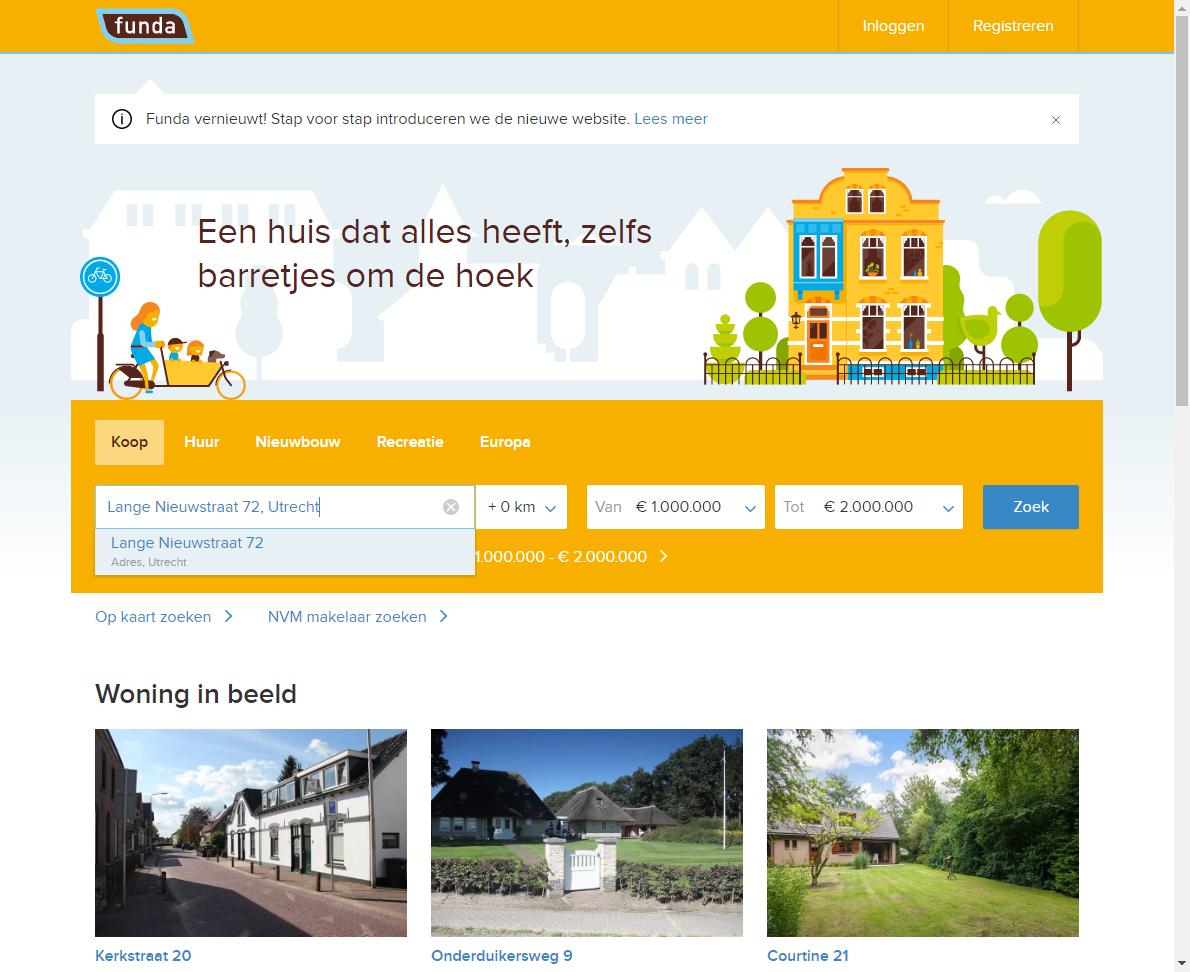 funda
Inloggen
Registreren
Funda vernieuwt! Stap voor stap introduceren we de nieuwe website. Lees meer
Een huis dat alles heeft, zelfs
barretjes om de hoek
Koop
Huur
Nieuwbouw
Recreatie
Europa
Lange Nieuwstraat 72, Utrecht
+ 0 km
Van € 1.000.000
Tot € 2.000.000
Zoek
Lange Nieuwstraat 72
Adres, Utrecht
1.000.000 - € 2.000.000
Op kaart zoeken
NVM makelaar zoeken
Woning in beeld
Kerkstraat 20
Onderduikersweg 9
Courtine 21